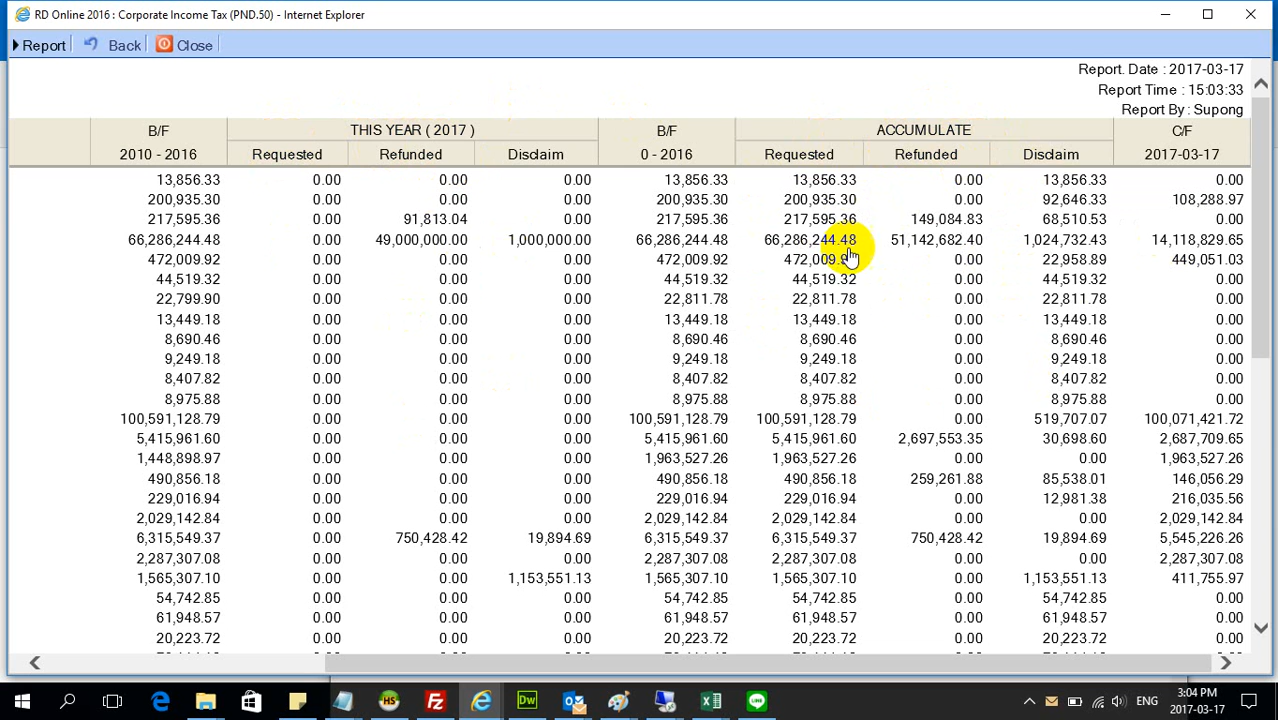 RD Online 2016 : Corporate Income Tax (PND.50) - Internet Explorer
Report Back Close
Report. Date : 2017-03-17
Report Time : 15:03:33
Report By : Supong
B/F THIS YEAR ( 2017 ) B/F ACCUMULATE C/F
2010 - 2016 Requested Refunded Disclaim 0 - 2016 Requested Refunded Disclaim 2017-03-17
13,856.33 0.00 0.00 0.00 13,856.33 13,856.33 0.00 13,856.33 0.00
200,935.30 0.00 0.00 0.00 200,935.30 200,935.30 0.00 92,646.33 108,288.97
217,595.36 0.00 91,813.04 0.00 217,595.36 217,595.36 149,084.83 68,510.53 0.00
66,286,244.48 0.00 49,000,000.00 1,000,000.00 66,286,244.48 66,286,244.48 51,142,682.40 1,024,732.43 14,118,829.65
472,009.92 0.00 0.00 0.00 472,009.92 0.00 22,958.89 449,051.03
44,519.32 0.00 0.00 0.00 44,519.32 44,519.32 0.00 44,519.32 0.00
22,799.90 0.00 0.00 0.00 22,811.78 22,811.78 0.00 22,811.78 0.00
13,449.18 0.00 0.00 0.00 13,449.18 13,449.18 0.00 13,449.18 0.00
8,690.46 0.00 0.00 0.00 8,690.46 8,690.46 0.00 8,690.46 0.00
9,249.18 0.00 0.00 0.00 9,249.18 9,249.18 0.00 9,249.18 0.00
8,407.82 0.00 0.00 0.00 8,407.82 8,407.82 0.00 8,407.82 0.00
8,975.88 0.00 0.00 0.00 8,975.88 8,975.88 0.00 8,975.88 0.00
100,591,128.79 0.00 0.00 0.00 100,591,128.79 100,591,128.79 0.00 519,707.07 100,071,421.72
5,415,961.60 0.00 0.00 0.00 5,415,961.60 5,415,961.60 2,697,553.35 30,698.60 2,687,709.65
1,448,898.97 0.00 0.00 0.00 1,963,527.26 1,963,527.26 0.00 0.00 1,963,527.26
490,856.18 0.00 0.00 0.00 490,856.18 490,856.18 259,261.88 85,538.01 146,056.29
229,016.94 0.00 0.00 0.00 229,016.94 229,016.94 0.00 12,981.38 216,035.56
2,029,142.84 0.00 0.00 0.00 2,029,142.84 2,029,142.84 0.00 0.00 2,029,142.84
6,315,549.37 0.00 750,428.42 19,894.69 6,315,549.37 6,315,549.37 750,428.42 19,894.69 5,545,226.26
2,287,307.08 0.00 0.00 0.00 2,287,307.08 2,287,307.08 0.00 0.00 2,287,307.08
1,565,307.10 0.00 0.00 1,153,551.13 1,565,307.10 1,565,307.10 0.00 1,153,551.13 411,755.97
54,742.85 0.00 0.00 0.00 54,742.85 54,742.85 0.00 54,742.85 0.00
61,948.57 0.00 0.00 0.00 61,948.57 61,948.57 0.00 61,948.57 0.00
20,223.72 0.00 0.00 0.00 20,223.72 20,223.72 0.00 20,223.72 0.00
ENG
3:04 PM
2017-03-17